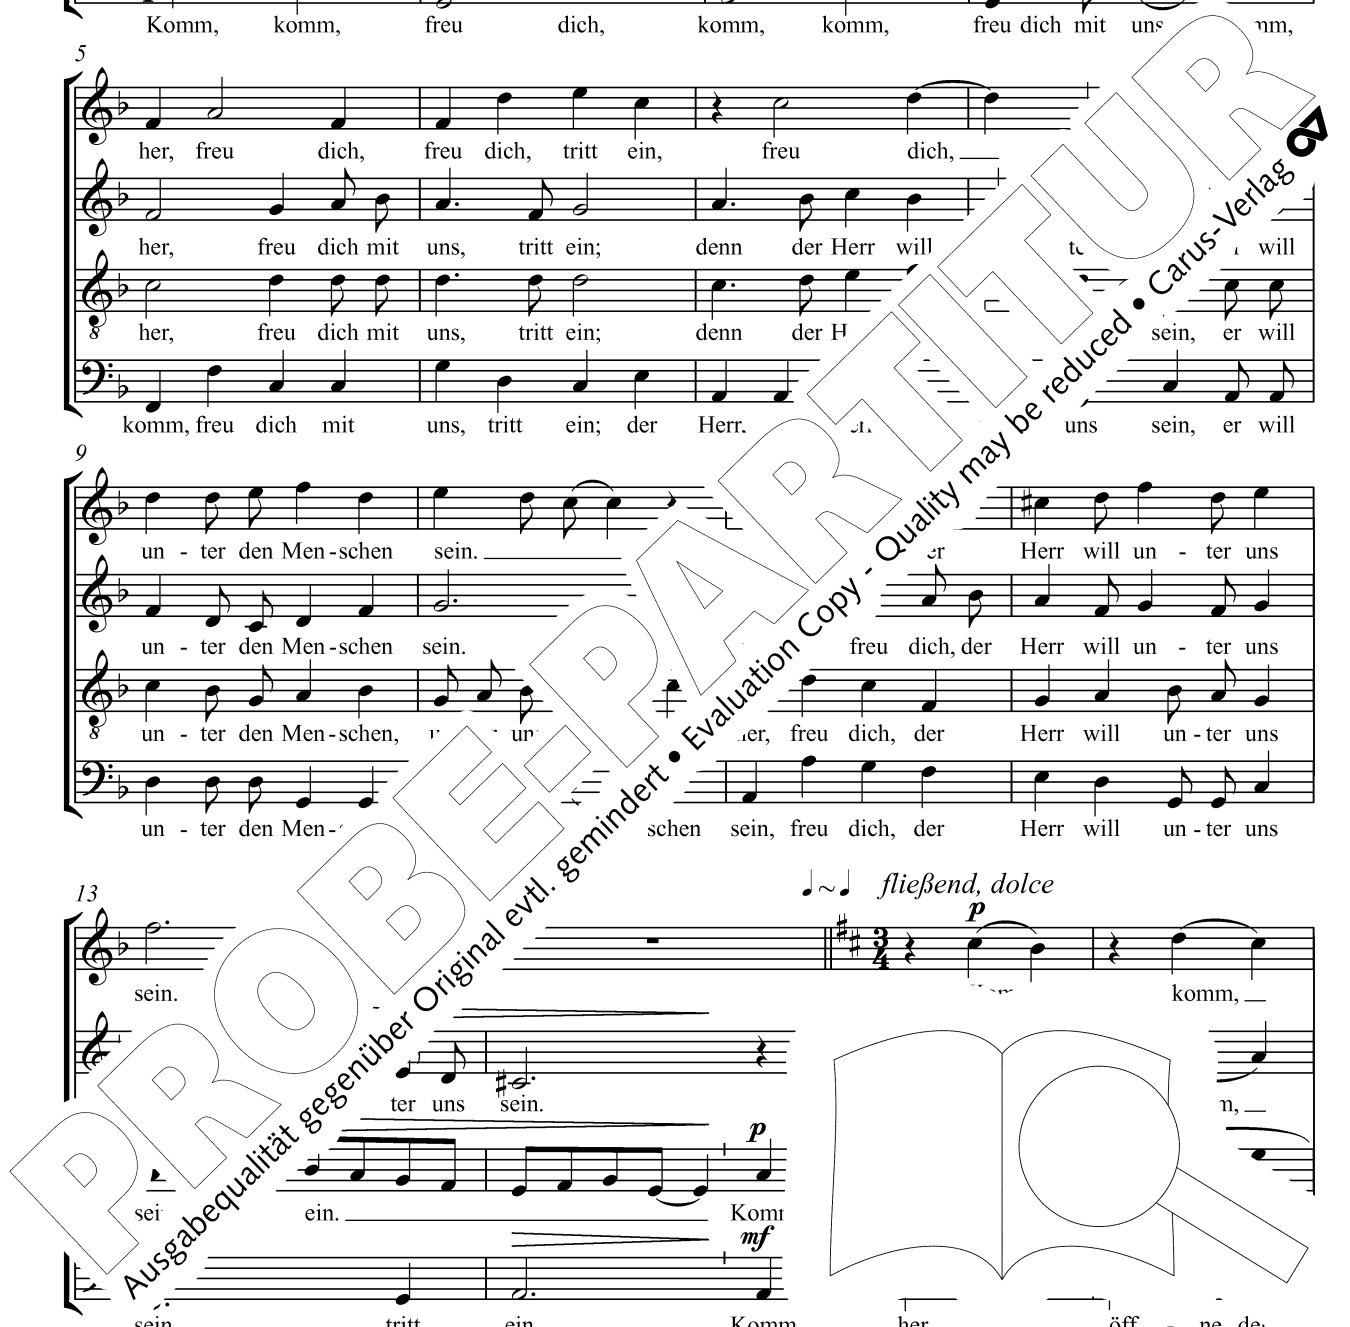 Komm, komm, freu dich, komm, komm, freu dich mit
5
her, freu dich, freu dich, tritt ein, freu dich,
her, freu dich mit uns, tritt ein; denn der Herr will will
8
her, freu dich mit uns, tritt ein; denn der sein, er will
komm, freu dich mit uns, tritt ein; der Herr uns sein, er will
9
un - ter den Men - schen sein. Herr will un - ter uns
un - ter den Men - schen sein. freu dich, der Herr will un - ter uns
8
un - ter den Men - schen, freu dich, der Herr will un - ter uns
un - ter den Men - schen sein, freu dich, der Herr will un - ter uns
13
fließend, dolce
p
3
4
sein. komm,
ter uns sein.
p
ein.
mf
sein tritt ein. Komm her
PROBEPARTITUR
Ausgabequalität gegenüber Original evtl. gemindert • Evaluation Copy - Quality may be reduced • Carus-Verlag